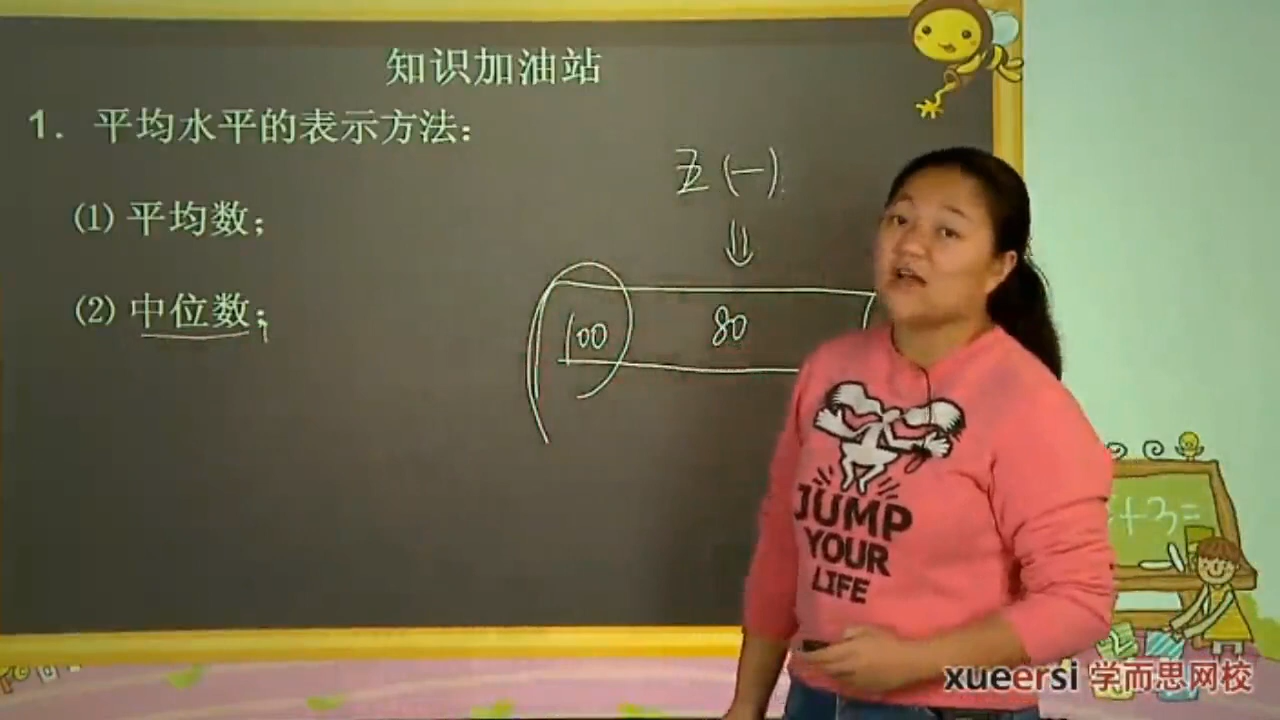 知识加油站
1. 平均水平的表示方法:
五(一)
(1) 平均数;
(2) 中位数;
100 80
JUMP
YOUR
LIFE
+3=
xueersi 学而思网校